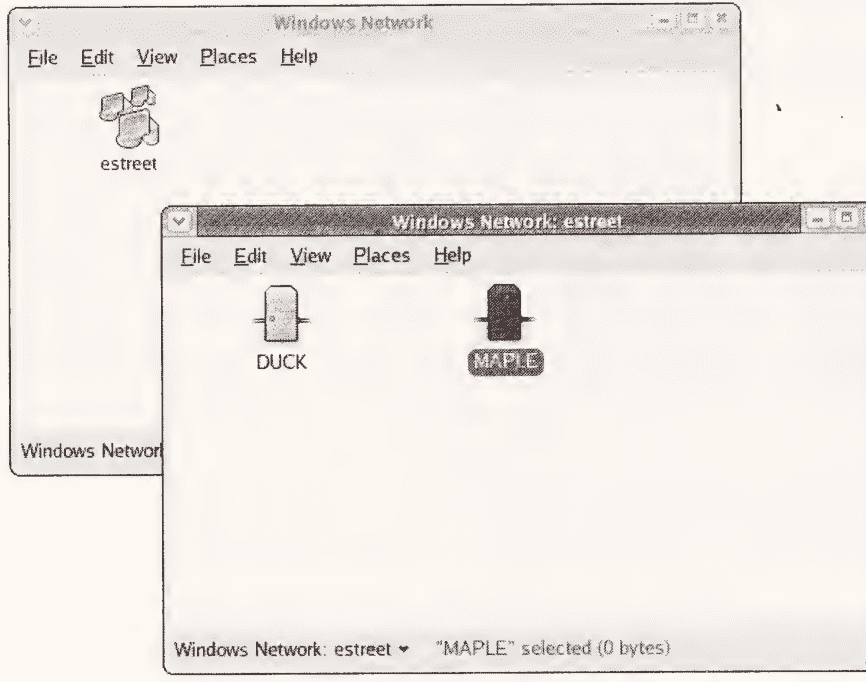 Windows Network
File Edit View Places Help
estreet
Windows Network: estreet
File Edit View Places Help
DUCK MAPLE
Windows Networ
Windows Network: estreet "MAPLE" selected (0 bytes)